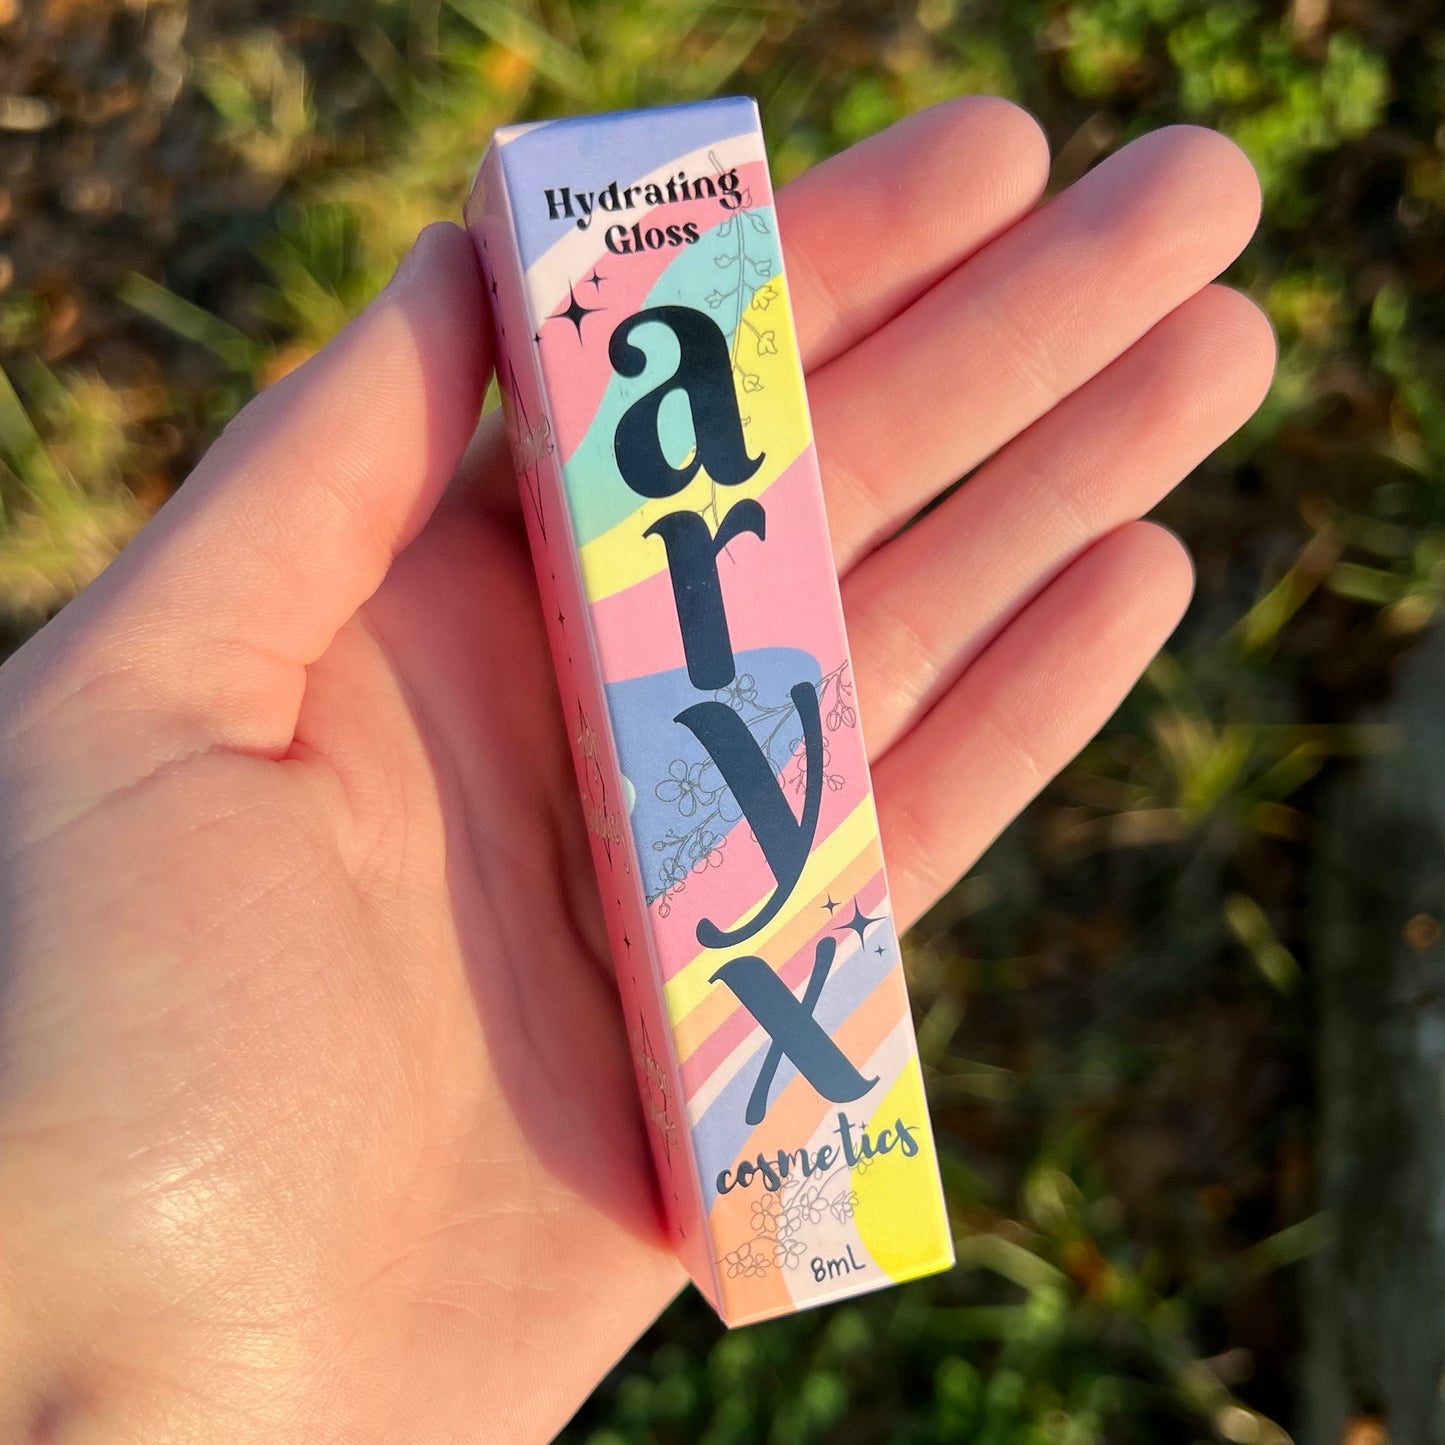 Hydrating
Gloss
aryx
cosmetics
8mL